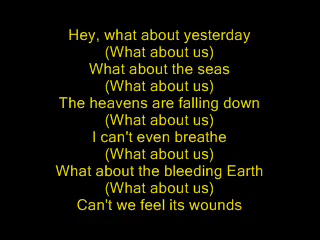 Hey, what about yesterday
(What about us)
What about the seas
(What about us)
The heavens are falling down
(What about us)
I can't even breathe
(What about us)
What about the bleeding Earth
(What about us)
Can't we feel its wounds